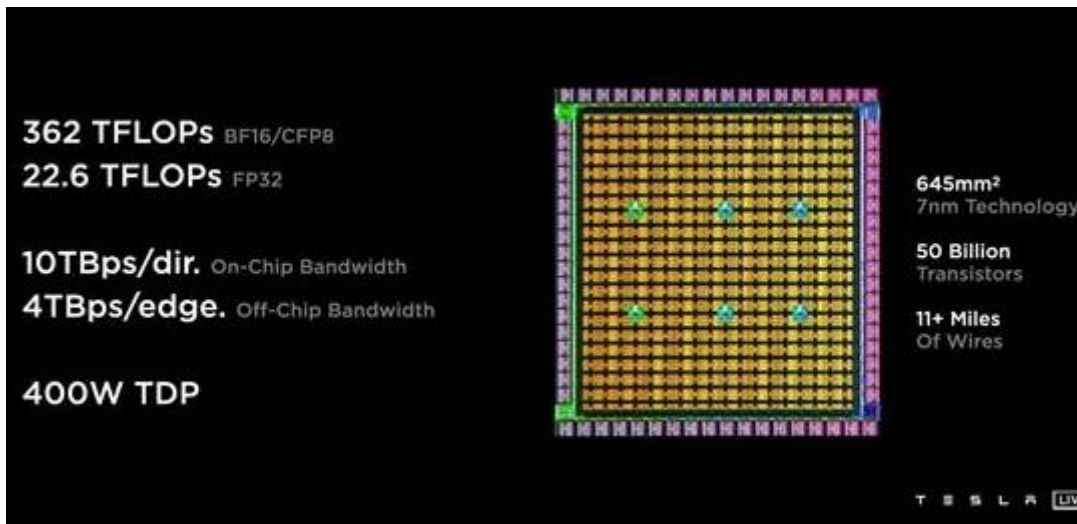 362 TFLOPs BF16/CFP8
22.6 TFLOPs FP32
10TBps/dir. On-Chip Bandwidth
4TBps/edge. Off-Chip Bandwidth
400W TDP
645mm²
7nm Technology
50 Billion
Transistors
11+ Miles
Of Wires
TESLA LIV